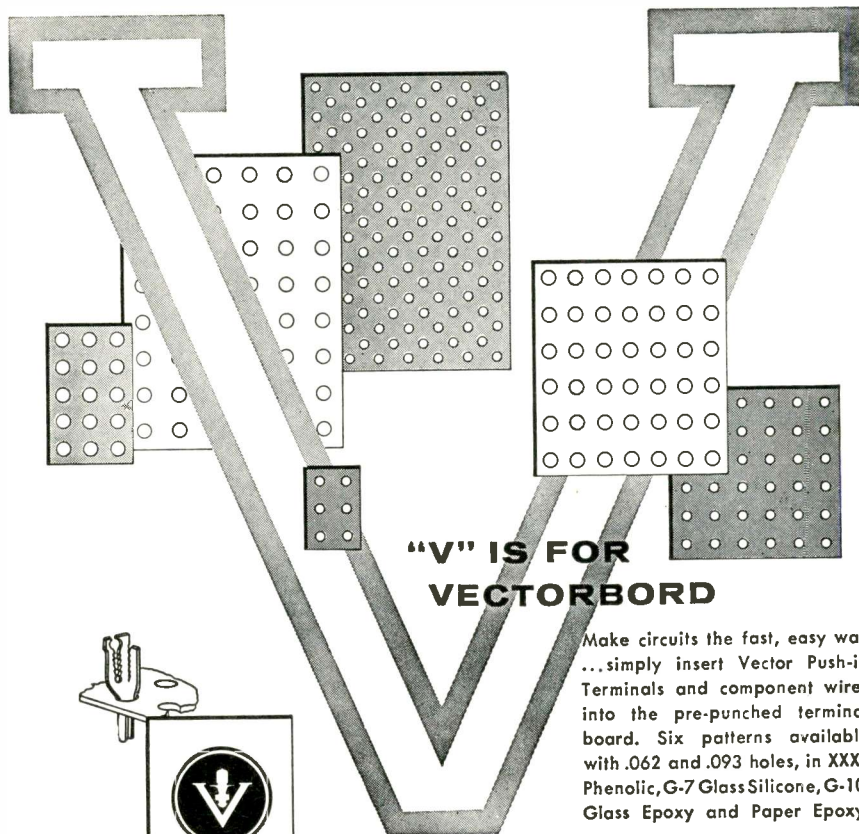 “V” IS FOR
VECTORBORD
Make circuits the fast, easy wa
...simply insert Vector Push-i
Terminals and component wire
into the pre-punched termina
board. Six patterns availabl
with .062 and .093 holes, in XXX
Phenolic, G-7 Glass Silicone, G-10
Glass Epoxy and Paper Epoxy
V